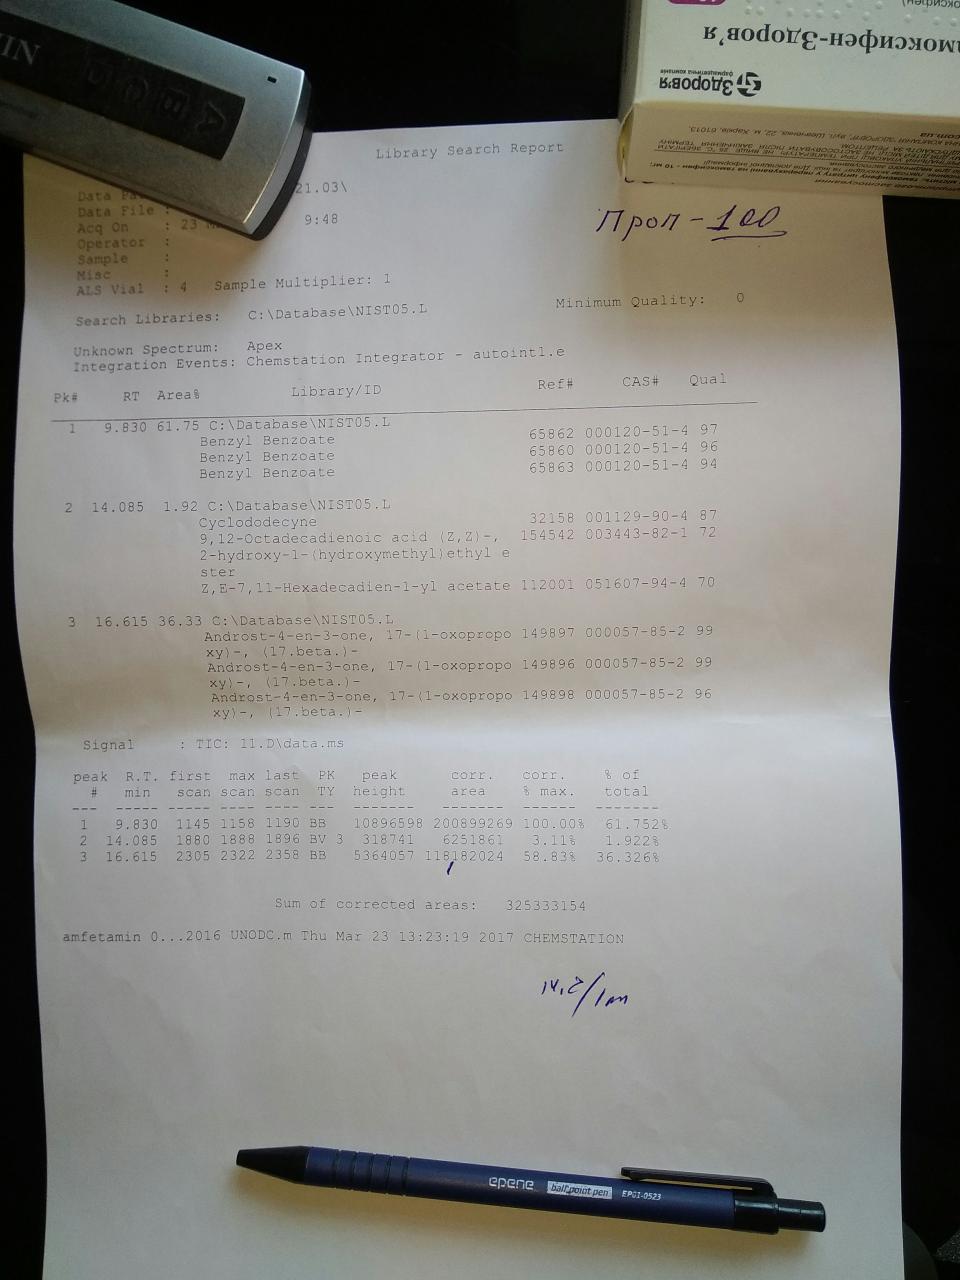 Library Search Report
21.03\
Data File :
Acq On : 23 9:48
Operator :
Sample :
Misc :
ALS Vial : 4 Sample Multiplier: 1
Проп - 100
Search Libraries: C:\Database\NIST05.L Minimum Quality: 0
Unknown Spectrum: Apex
Integration Events: Chemstation Integrator - autoint1.e
Pk# RT Area% Library/ID Ref# CAS# Qual
1 9.830 61.75 C:\Database\NIST05.L
Benzyl Benzoate 65862 000120-51-4 97
Benzyl Benzoate 65860 000120-51-4 96
Benzyl Benzoate 65863 000120-51-4 94
2 14.085 1.92 C:\Database\NIST05.L
Cyclododecyne 32158 001129-90-4 87
9,12-Octadecadienoic acid (Z,Z)-, 154542 003443-82-1 72
2-hydroxy-1-(hydroxymethyl)ethyl e
ster
Z,E-7,11-Hexadecadien-1-yl acetate 112001 051607-94-4 70
3 16.615 36.33 C:\Database\NIST05.L
Androst-4-en-3-one, 17-(1-oxopropo 149897 000057-85-2 99
xy)-, (17.beta.)-
Androst-4-en-3-one, 17-(1-oxopropo 149896 000057-85-2 99
xy)-, (17.beta.)-
Androst-4-en-3-one, 17-(1-oxopropo 149898 000057-85-2 96
xy)-, (17.beta.)-
Signal : TIC: 11.D\data.ms
peak R.T. first max last PK peak corr. corr. % of
# min scan scan scan TY height area % max. total
--- ----- ----- ---- ---- --- ------- ------- ------ -------
1 9.830 1145 1158 1190 BB 10896598 200899269 100.00% 61.752%
2 14.085 1880 1888 1896 BV 3 318741 6251861 3.11% 1.922%
3 16.615 2305 2322 2358 BB 5364057 118182024 58.83% 36.326%
Sum of corrected areas: 325333154
amfetamin 0...2016 UNODC.m Thu Mar 23 13:23:19 2017 CHEMSTATION
epene ball point pen EP01-0523
моксифен-Здоров'я
Здоров'я
фармацевтична компанія